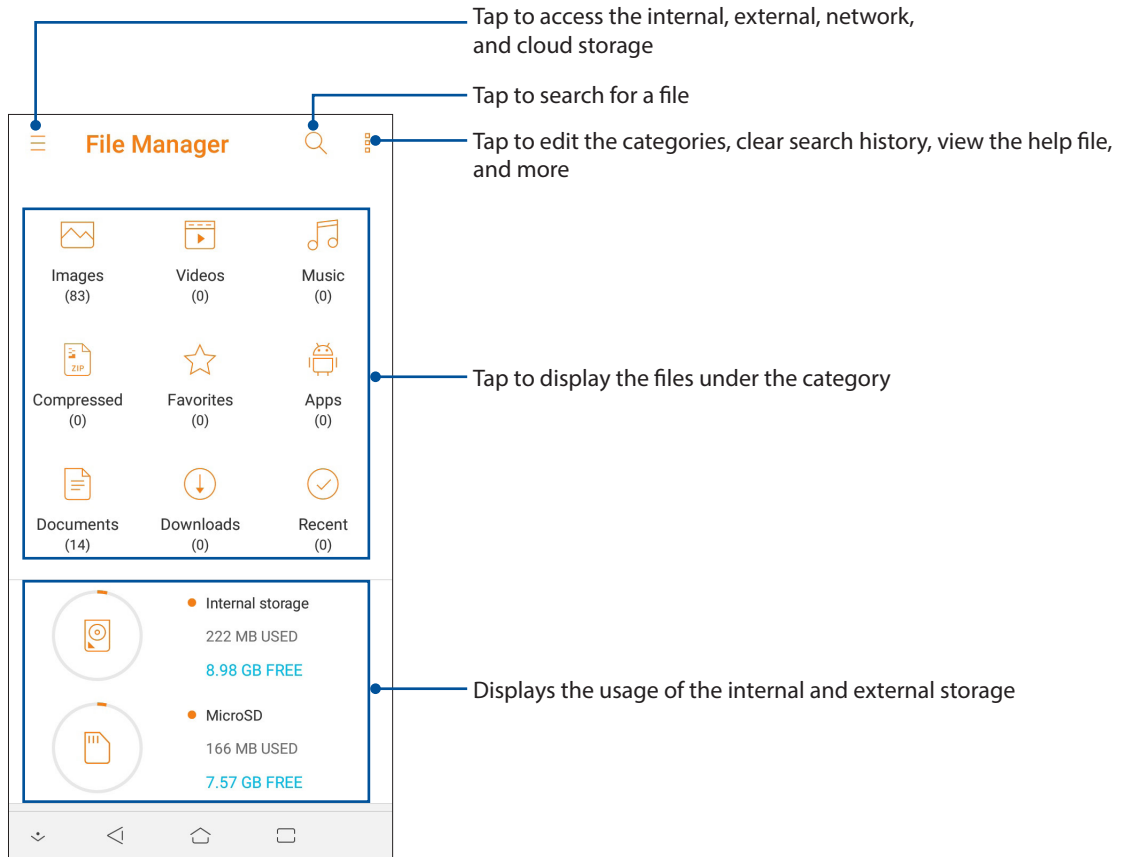 Tap to access the internal, external, network,
and cloud storage
Tap to search for a file
Tap to edit the categories, clear search history, view the help file,
and more
File Manager
Images
(83)
Videos
(0)
Music
(0)
ZIP
Compressed
(0)
Favorites
(0)
Apps
(0)
Tap to display the files under the category
Documents
(14)
Downloads
(0)
Recent
(0)
Internal storage
222 MB USED
8.98 GB FREE
Displays the usage of the internal and external storage
MicroSD
166 MB USED
7.57 GB FREE